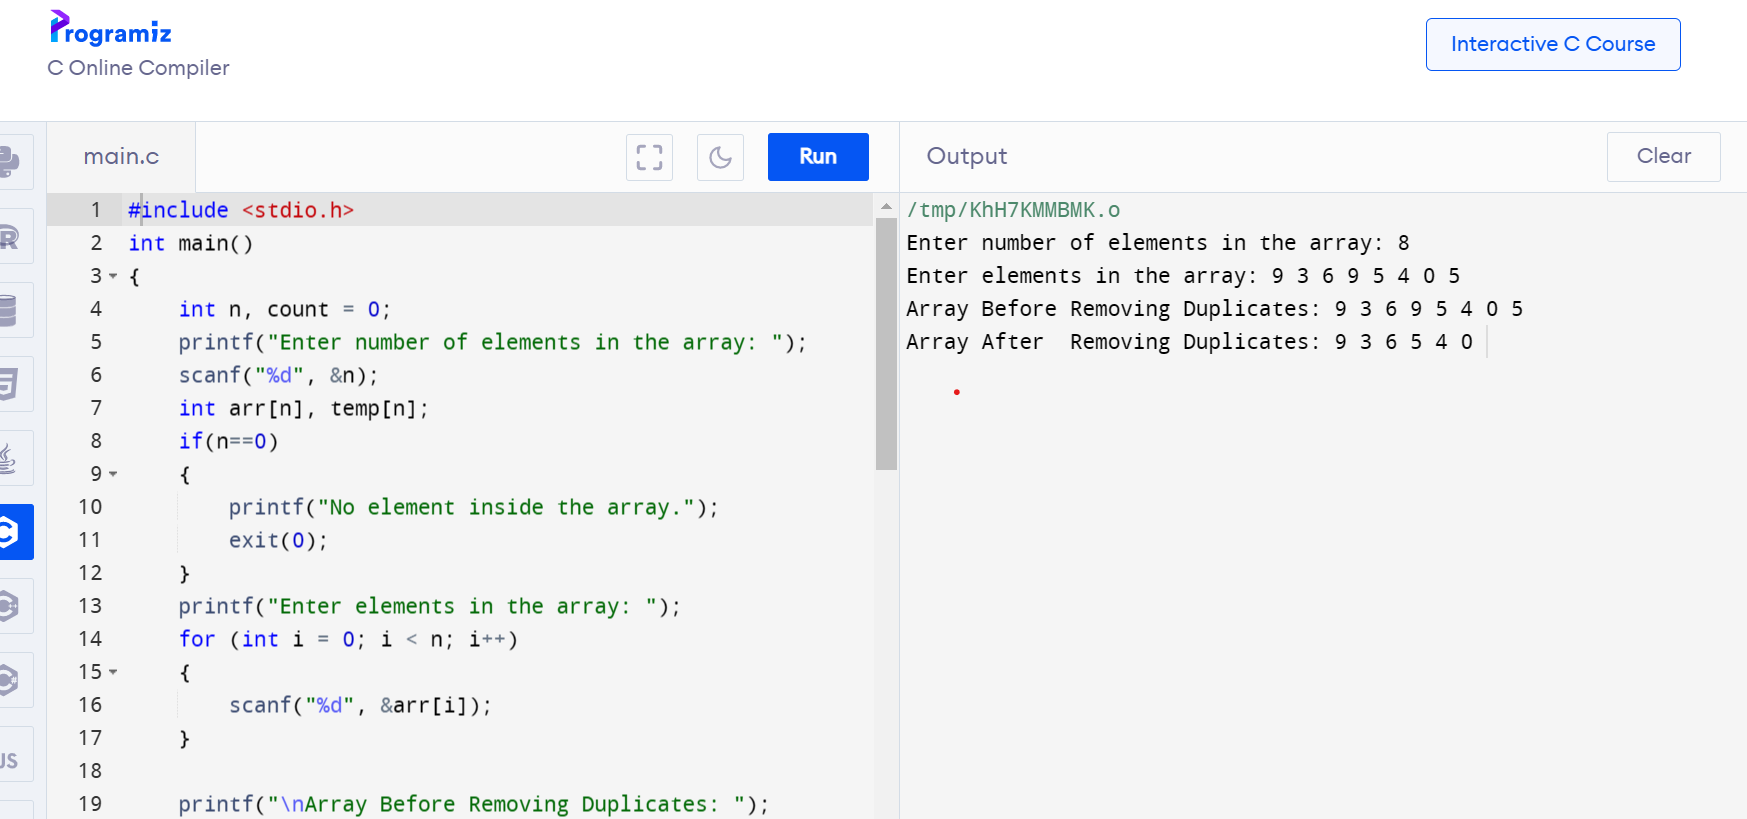 Programiz
C Online Compiler
Interactive C Course
main.c
Run
Output
Clear
1 #include <stdio.h>
2 int main()
3 {
4 int n, count = 0;
5 printf("Enter number of elements in the array: ");
6 scanf("%d", &n);
7 int arr[n], temp[n];
8 if(n==0)
9 {
10 printf("No element inside the array.");
11 exit(0);
12 }
13 printf("Enter elements in the array: ");
14 for (int i = 0; i < n; i++)
15 {
16 scanf("%d", &arr[i]);
17 }
18
19 printf("\nArray Before Removing Duplicates: ");
/tmp/KhH7KMMBMK.o
Enter number of elements in the array: 8
Enter elements in the array: 9 3 6 9 5 4 0 5
Array Before Removing Duplicates: 9 3 6 9 5 4 0 5
Array After  Removing Duplicates: 9 3 6 5 4 0